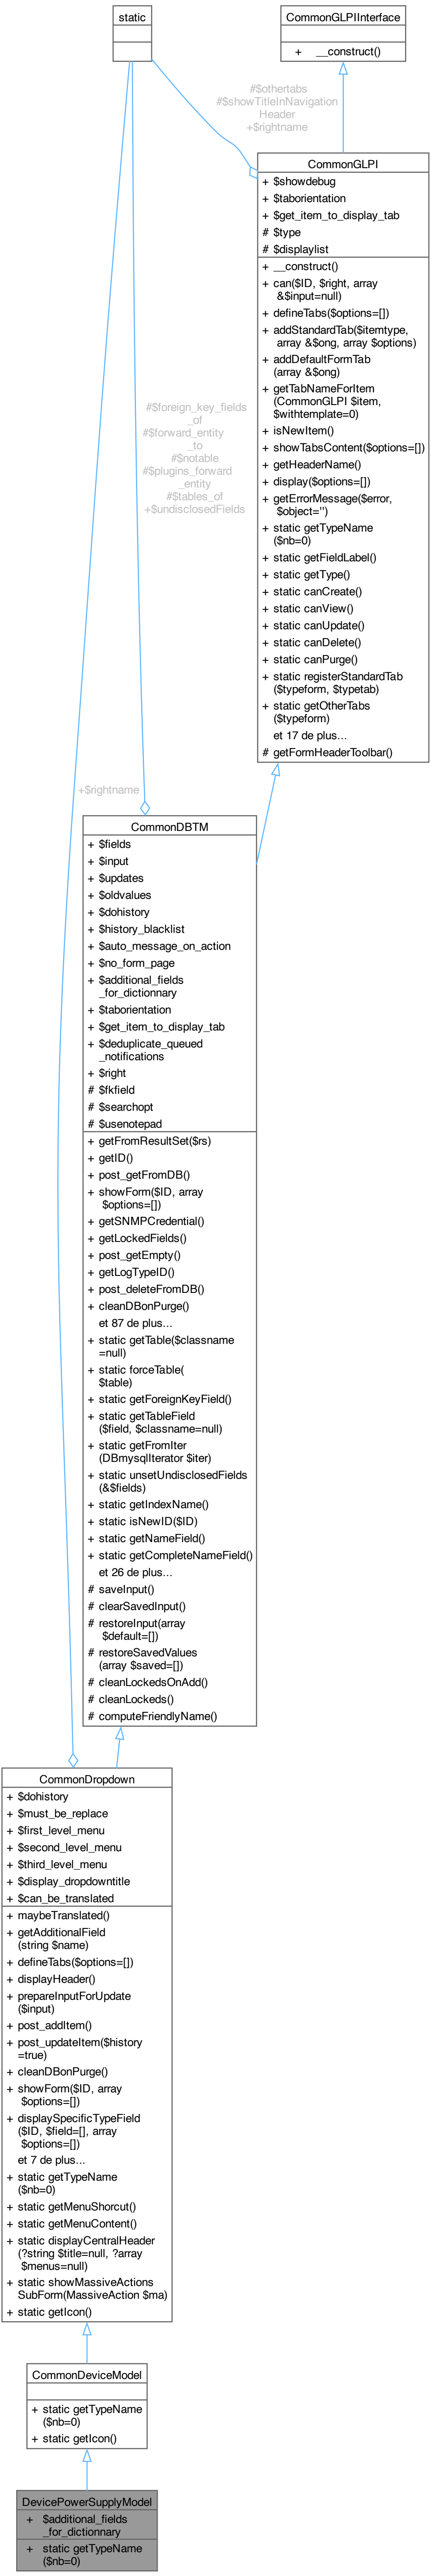 static
CommonGLPIInterface
+ __construct()
#$othertabs
#$showTitleInNavigation
Header
+$rightname
CommonGLPI
+ $showdebug
+ $taborientation
+ $get_item_to_display_tab
# $type
# $displaylist
+ __construct()
+ can($ID, $right, array
&$input=null)
+ defineTabs($options=[])
+ addStandardTab($itemtype,
array &$ong, array $options)
+ addDefaultFormTab
(array &$ong)
+ getTabNameForItem
(CommonGLPI $item,
$withtemplate=0)
+ isNewItem()
+ showTabsContent($options=[])
+ getHeaderName()
+ display($options=[])
+ getErrorMessage($error,
$object='')
+ static getTypeName
($nb=0)
+ static getFieldLabel()
+ static getType()
+ static canCreate()
+ static canView()
+ static canUpdate()
+ static canDelete()
+ static canPurge()
+ static registerStandardTab
($typeform, $typetab)
+ static getOtherTabs
($typeform)
et 17 de plus...
# getFormHeaderToolbar()
#$foreign_key_fields
_of
#$forward_entity
_to
#$notable
#$plugins_forward
_entity
#$tables_of
+$undisclosedFields
+$rightname
CommonDBTM
+ $fields
+ $input
+ $updates
+ $oldvalues
+ $dohistory
+ $history_blacklist
+ $auto_message_on_action
+ $no_form_page
+ $additional_fields
_for_dictionnary
+ $taborientation
+ $get_item_to_display_tab
+ $deduplicate_queued
_notifications
+ $right
# $fkfield
# $searchopt
# $usenotepad
+ getFromResultSet($rs)
+ getID()
+ post_getFromDB()
+ showForm($ID, array
$options=[])
+ getSNMPCredential()
+ getLockedFields()
+ post_getEmpty()
+ getLogTypeID()
+ post_deleteFromDB()
+ cleanDBonPurge()
et 87 de plus...
+ static getTable($classname
=null)
+ static forceTable(
$table)
+ static getForeignKeyField()
+ static getTableField
($field, $classname=null)
+ static getFromIter
(DBmysqlIterator $iter)
+ static unsetUndisclosedFields
(&$fields)
+ static getIndexName()
+ static isNewID($ID)
+ static getNameField()
+ static getCompleteNameField()
et 26 de plus...
# saveInput()
# clearSavedInput()
# restoreInput(array
$default=[])
# restoreSavedValues
(array $saved=[])
# cleanLockedsOnAdd()
# cleanLockeds()
# computeFriendlyName()
CommonDropdown
+ $dohistory
+ $must_be_replace
+ $first_level_menu
+ $second_level_menu
+ $third_level_menu
+ $display_dropdowntitle
+ $can_be_translated
+ maybeTranslated()
+ getAdditionalField
(string $name)
+ defineTabs($options=[])
+ displayHeader()
+ prepareInputForUpdate
($input)
+ post_addItem()
+ post_updateItem($history
=true)
+ cleanDBonPurge()
+ showForm($ID, array
$options=[])
+ displaySpecificTypeField
($ID, $field=[], array
$options=[])
et 7 de plus...
+ static getTypeName
($nb=0)
+ static getMenuShorcut()
+ static getMenuContent()
+ static displayCentralHeader
(?string $title=null, ?array
$menus=null)
+ static showMassiveActions
SubForm(MassiveAction $ma)
+ static getIcon()
CommonDeviceModel
+ static getTypeName
($nb=0)
+ static getIcon()
DevicePowerSupplyModel
+ $additional_fields
_for_dictionnary
+ static getTypeName
($nb=0)